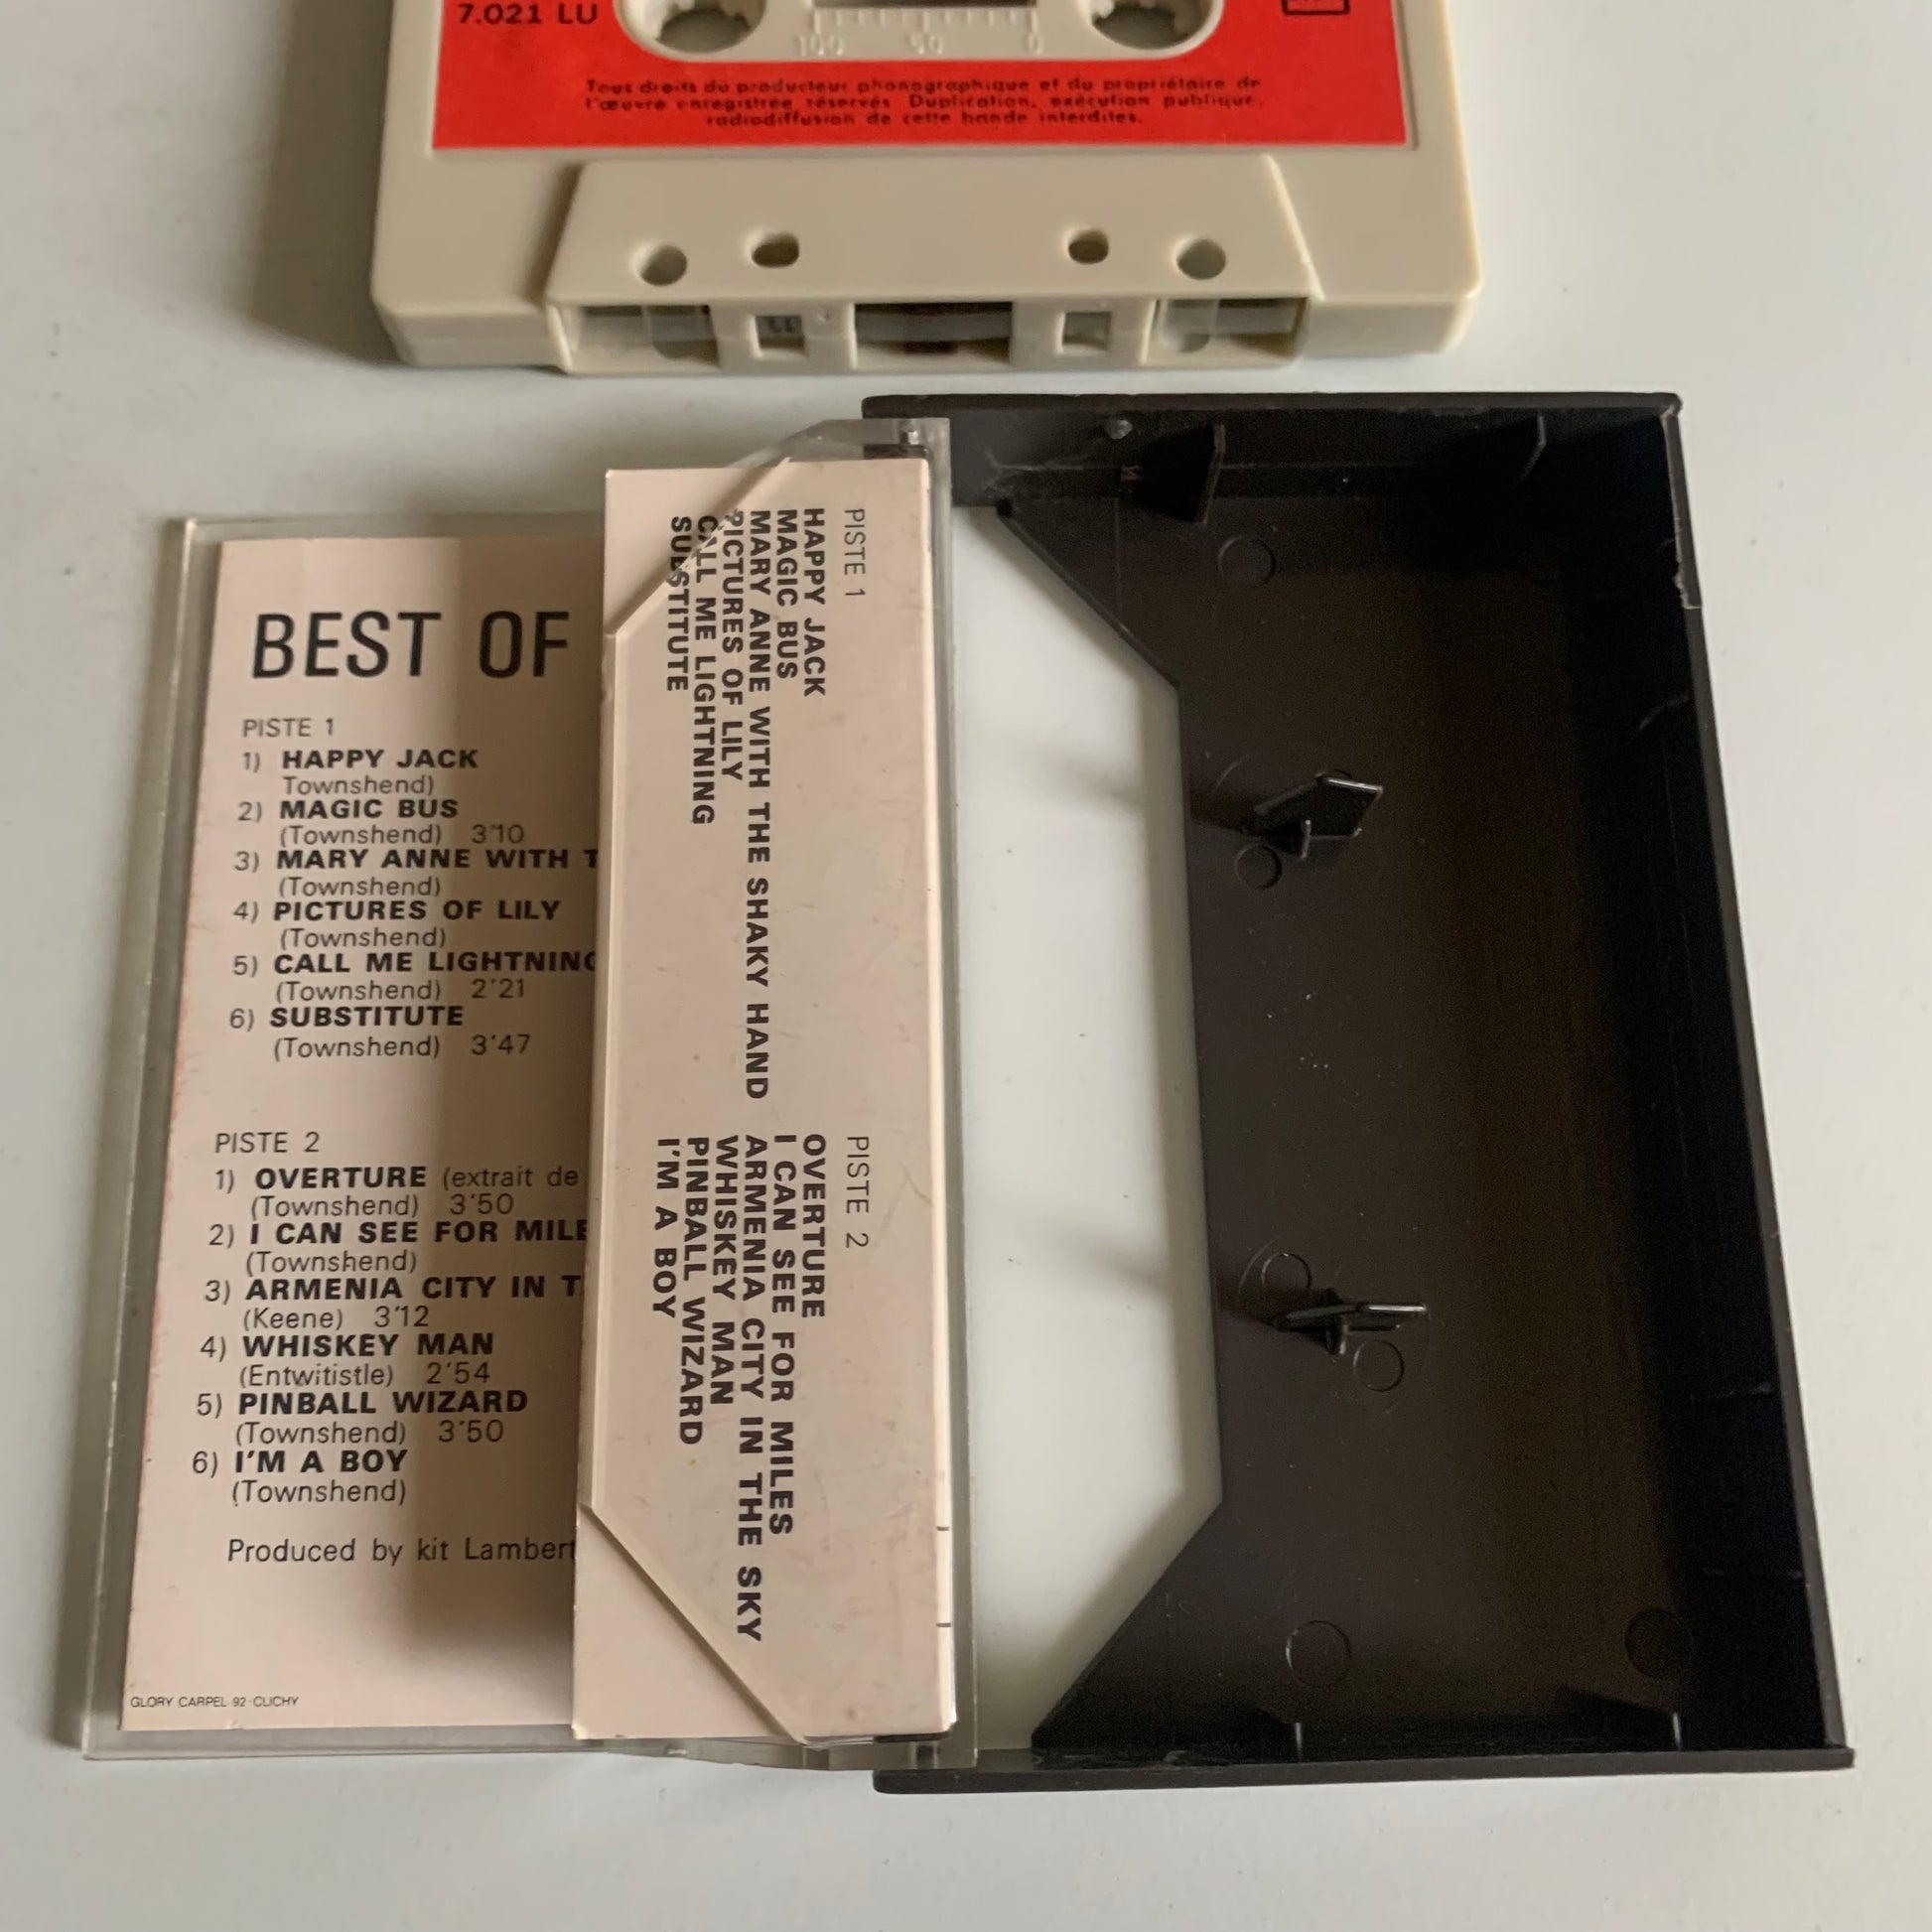 7.021 LU
100 50 0
Tous droits du producteur phonographique et du propriétaire de
l'œuvre enregistrée réservés Duplication, exécution publique,
radiodiffusion de cette bande interdites.
BEST OF
PISTE 1
1) HAPPY JACK
Townshend)
2) MAGIC BUS
(Townshend) 3'10
3) MARY ANNE WITH T
(Townshend)
4) PICTURES OF LILY
(Townshend)
5) CALL ME LIGHTNING
(Townshend) 2'21
6) SUBSTITUTE
(Townshend) 3'47
PISTE 2
1) OVERTURE (extrait de
(Townshend) 3'50
2) I CAN SEE FOR MILE
(Townshend)
3) ARMENIA CITY IN T
(Keene) 3'12
4) WHISKEY MAN
(Entwitistle) 2'54
5) PINBALL WIZARD
(Townshend) 3'50
6) I'M A BOY
(Townshend)
Produced by kit Lambert
GLORY CARPEL 92-CLICHY
PISTE 1
HAPPY JACK
MAGIC BUS
MARY ANNE WITH THE SHAKY HAND
PICTURES OF LILY
CALL ME LIGHTNING
SUBSTITUTE
PISTE 2
OVERTURE
I CAN SEE FOR MILES
ARMENIA CITY IN THE SKY
WHISKEY MAN
PINBALL WIZARD
I'M A BOY